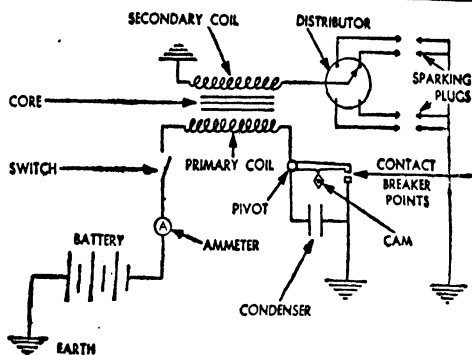 SECONDARY COIL
DISTRIBUTOR
SPARKING
PLUGS
CORE
SWITCH
PRIMARY COIL
CONTACT
BREAKER
POINTS
PIVOT
CAM
BATTERY
A
AMMETER
CONDENSER
EARTH